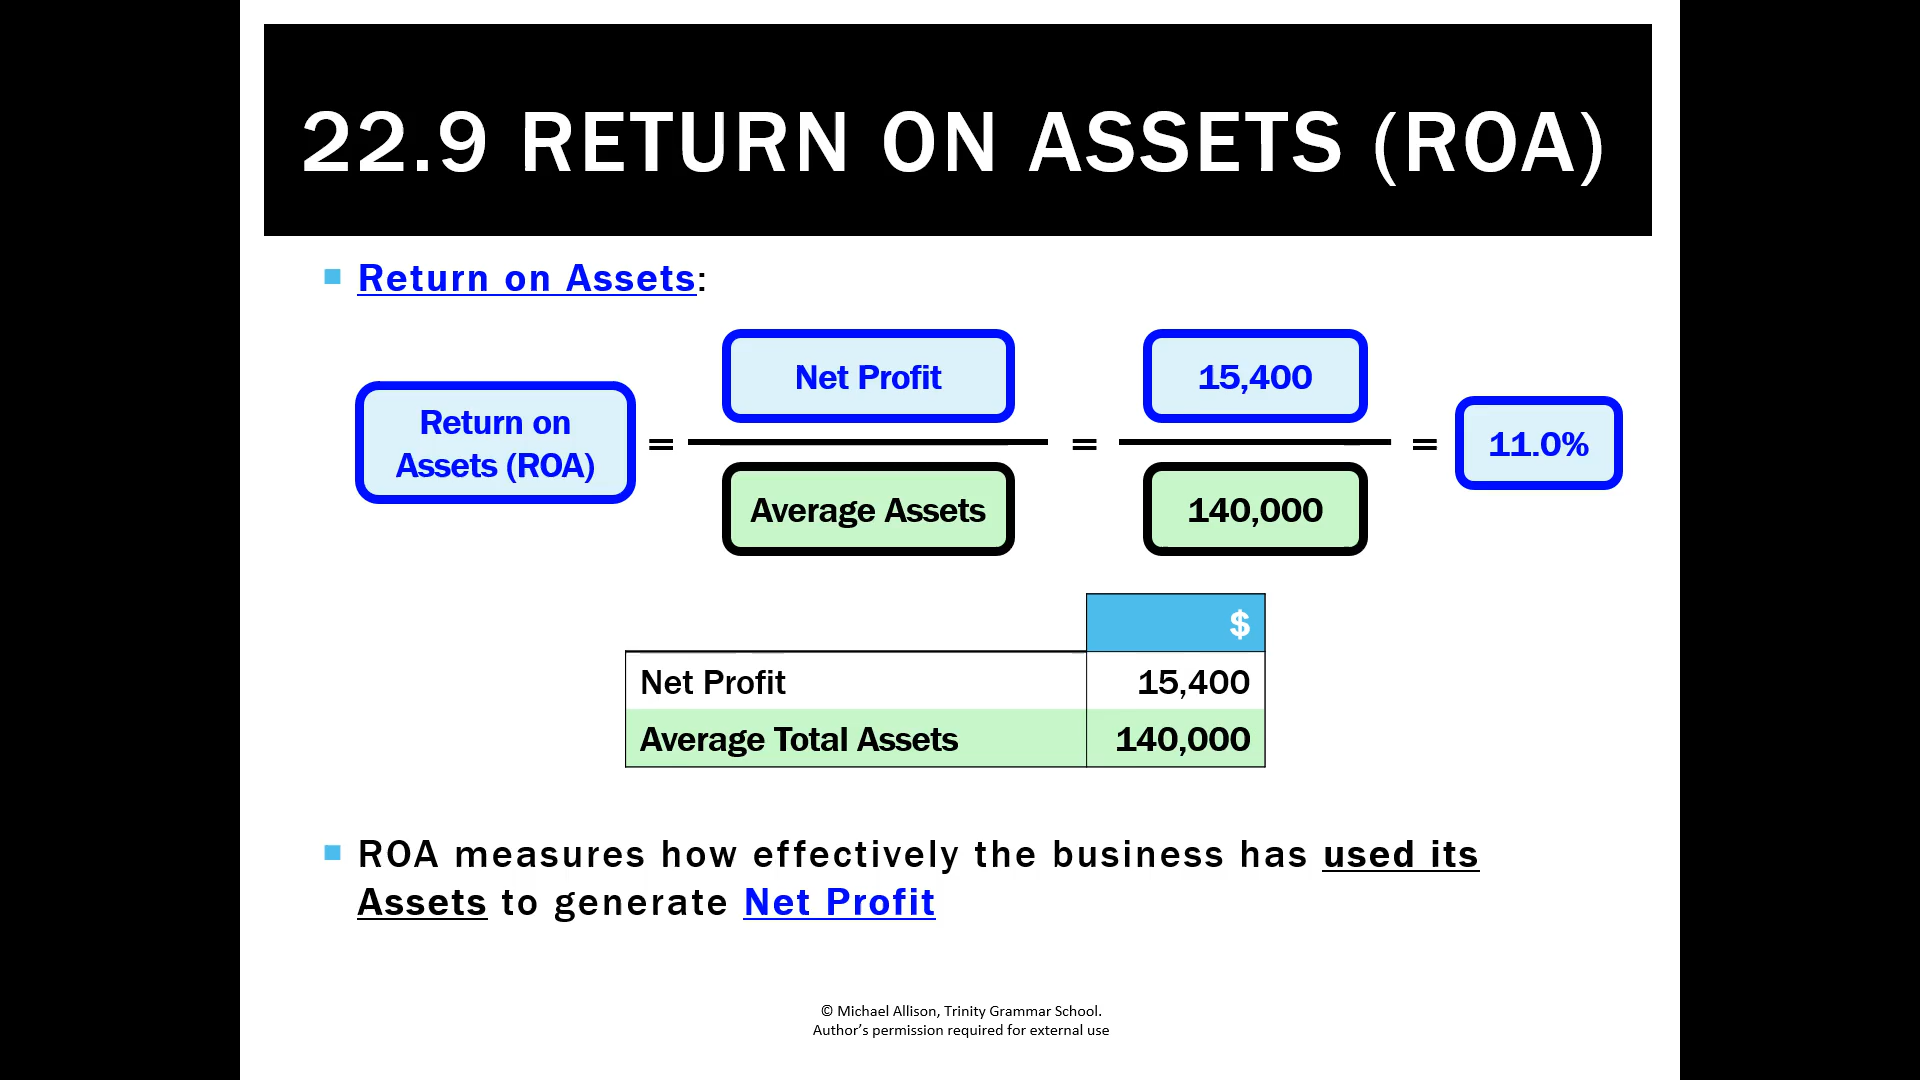 22.9 RETURN ON ASSETS (ROA)
Return on Assets:
Return on
Assets (ROA)
=
Net Profit
Average Assets
=
15,400
140,000
=
11.0%
$
Net Profit 15,400
Average Total Assets 140,000
ROA measures how effectively the business has used its
Assets to generate Net Profit
© Michael Allison, Trinity Grammar School.
Author’s permission required for external use